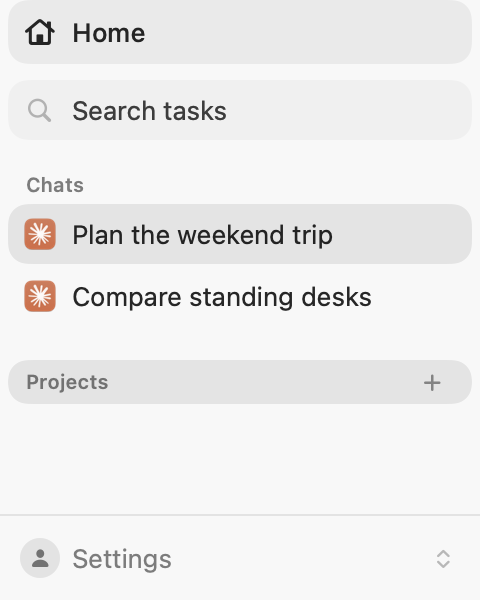 Home
Search tasks
Chats
Plan the weekend trip
Compare standing desks
Projects
Settings